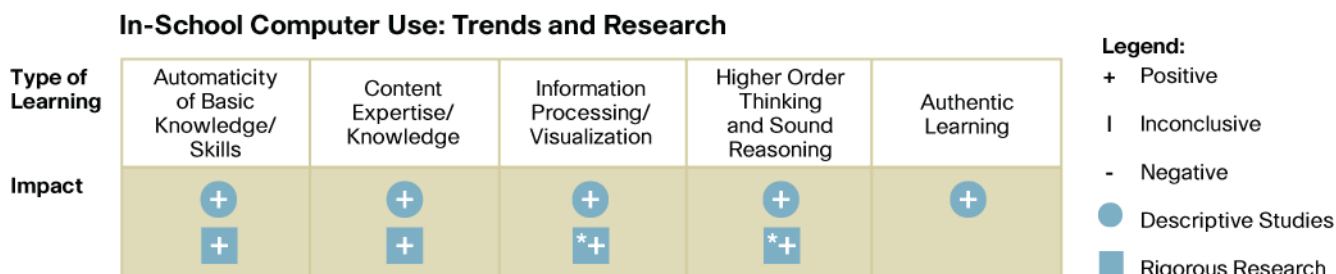 In-School Computer Use: Trends and Research
Type of
Learning
Automaticity
of Basic
Knowledge/
Skills
Content
Expertise/
Knowledge
Information
Processing/
Visualization
Higher Order
Thinking
and Sound
Reasoning
Authentic
Learning
Impact
+
+
+
+
+
+
+
*+
*+
Legend:
+ Positive
I Inconclusive
- Negative
Descriptive Studies
Rigorous Research